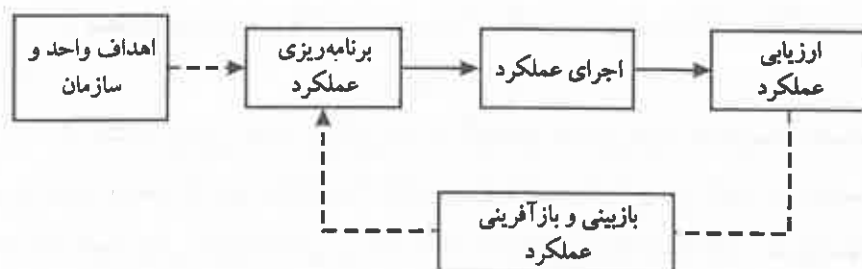 اهداف واحد و
سازمان
برنامه‌ریزی
عملکرد
اجرای عملکرد
ارزیابی
عملکرد
بازبینی و بازآفرینی
عملکرد